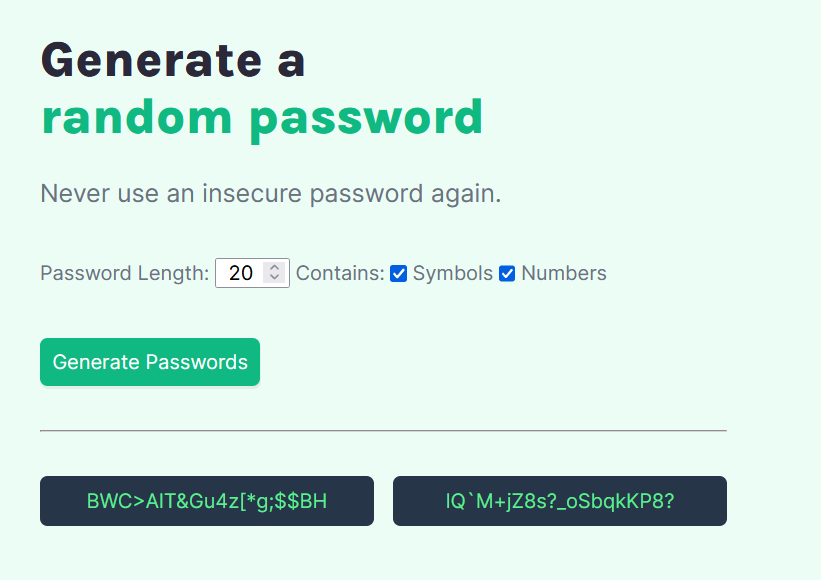 Generate a
random password
Never use an insecure password again.
Password Length: 20 Contains: Symbols Numbers
Generate Passwords
BWC>AIT&Gu4z[*g;$$BH
IQ`M+jZ8s?_oSbqkKP8?